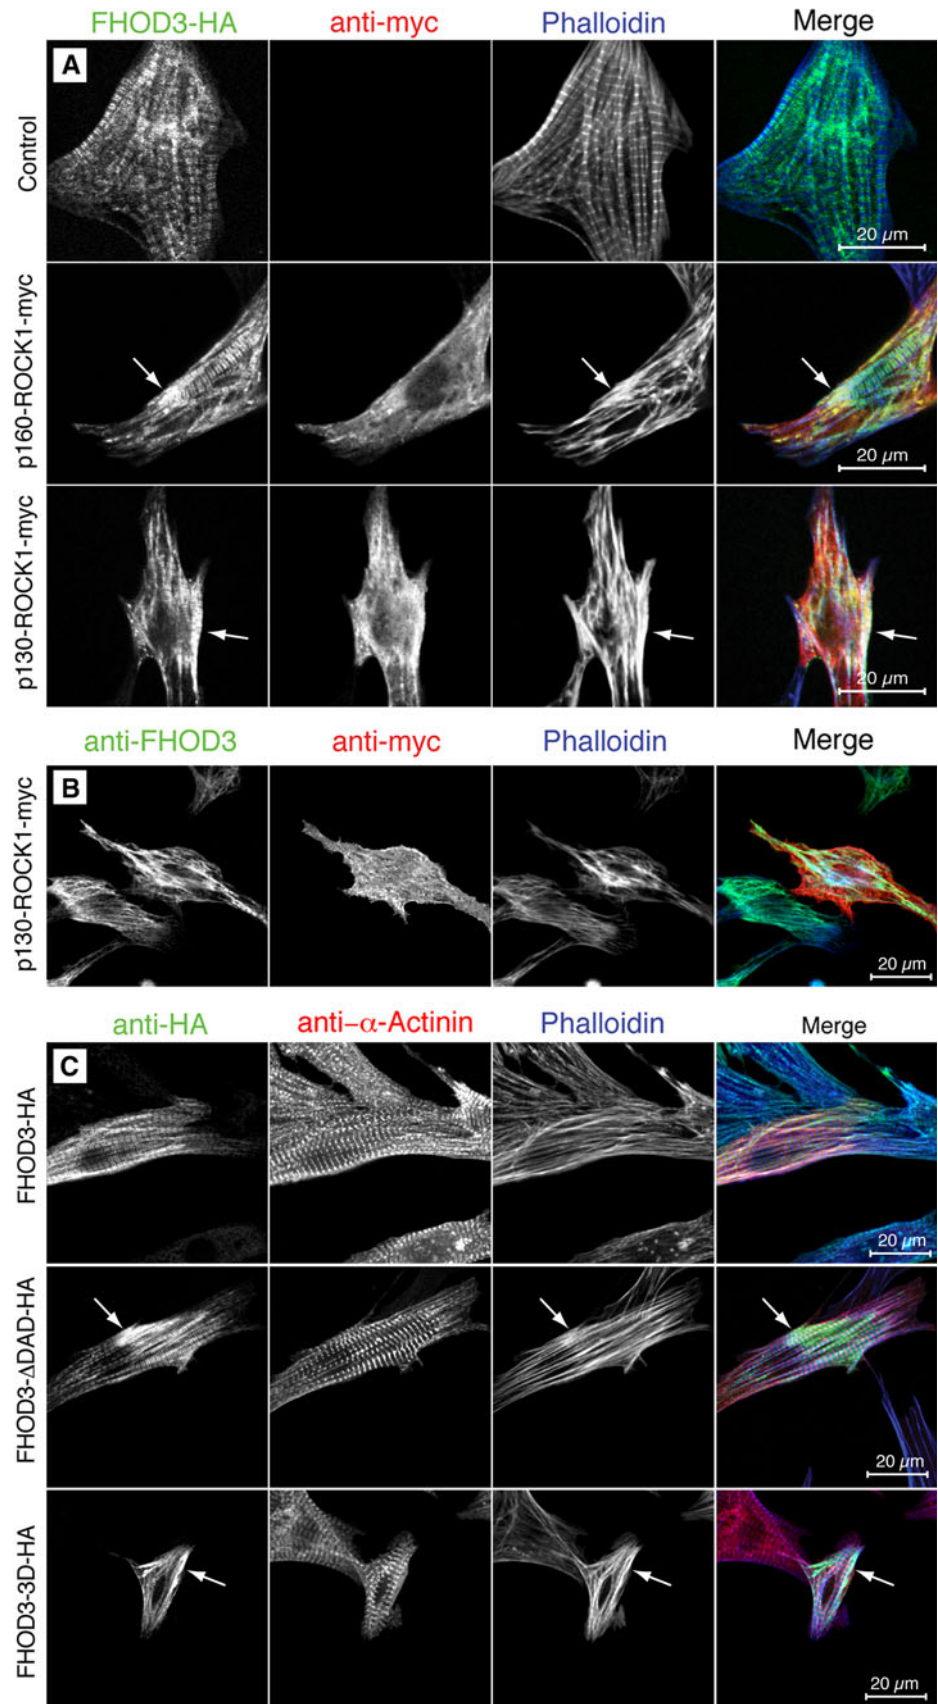 FHOD3-HA anti-myc Phalloidin Merge
A
Control
20 µm
p160-ROCK1-myc
20 µm
p130-ROCK1-myc
20 µm
anti-FHOD3 anti-myc Phalloidin Merge
B
p130-ROCK1-myc
20 µm
anti-HA anti–α-Actinin Phalloidin Merge
C
FHOD3-HA
20 µm
FHOD3-ΔDAD-HA
20 µm
FHOD3-3D-HA
20 µm